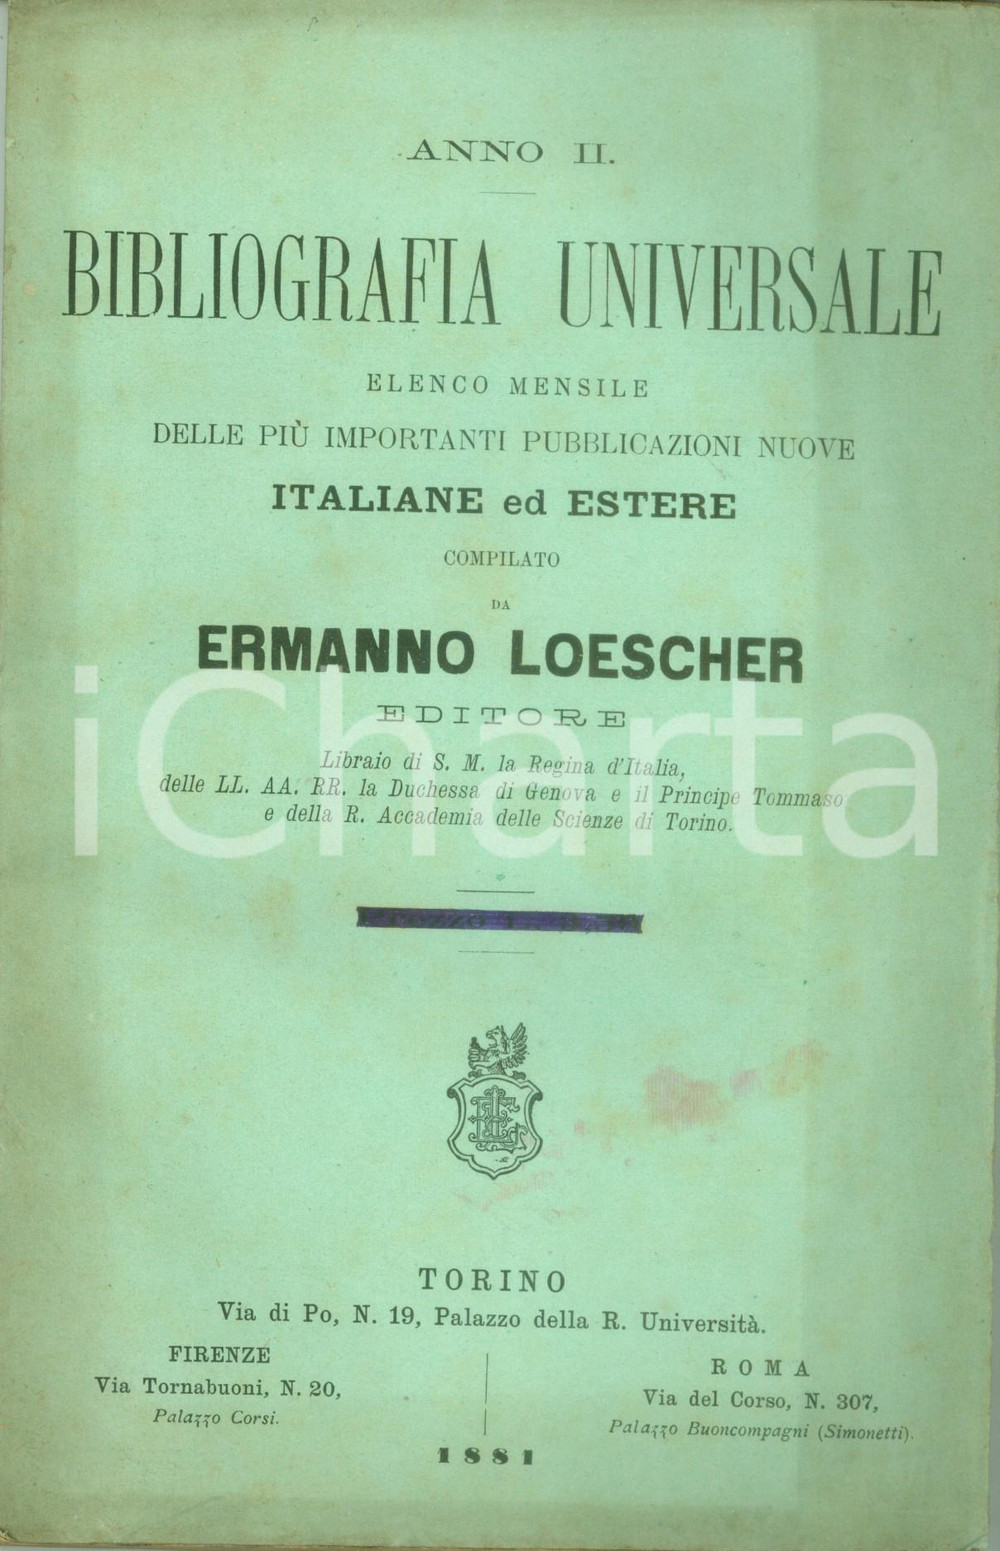 ANNO II.
BIBLIOGRAFIA UNIVERSALE
ELENCO MENSILE
DELLE PIÙ IMPORTANTI PUBBLICAZIONI NUOVE
ITALIANE ed ESTERE
COMPILATO
DA
ERMANNO LOESCHER
EDITORE
Libraio di S. M. la Regina d'Italia,
delle LL. AA. RR. la Duchessa di Genova e il Principe Tommaso
e della R. Accademia delle Scienze di Torino.
iCharta
TORINO
Via di Po, N. 19, Palazzo della R. Università.
FIRENZE
Via Tornabuoni, N. 20,
Palazzo Corsi.
ROMA
Via del Corso, N. 307,
Palazzo Buoncompagni (Simonetti).
1881